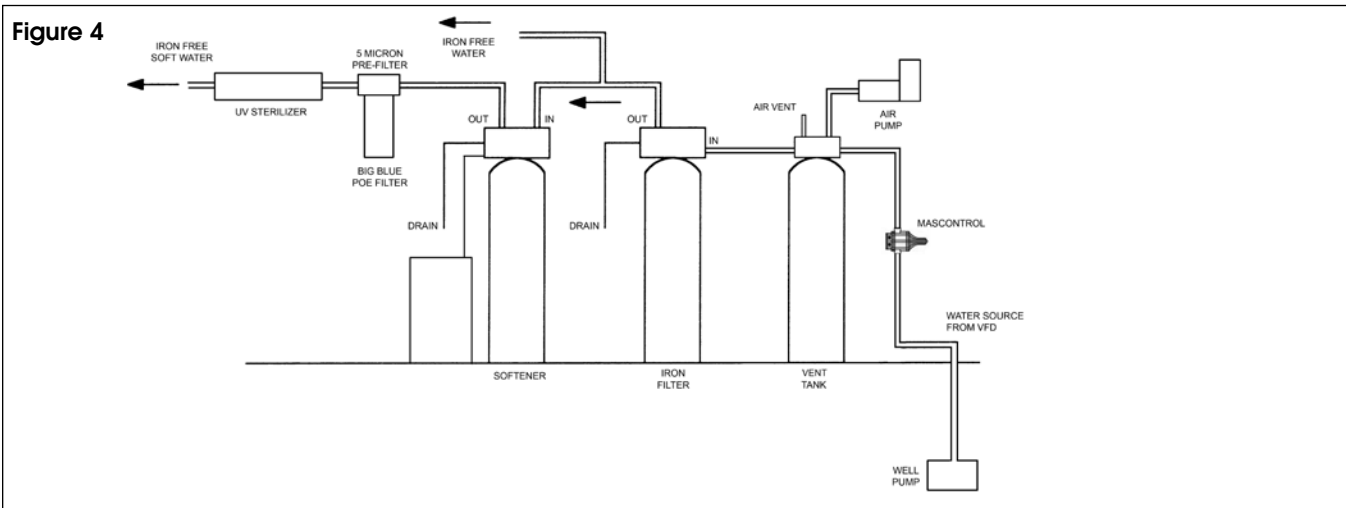 Figure 4
IRON FREE
SOFT WATER
5 MICRON
PRE-FILTER
IRON FREE
WATER
UV STERILIZER
BIG BLUE
POE FILTER
OUT
IN
OUT
IN
AIR VENT
AIR
PUMP
DRAIN
DRAIN
MASCONTROL
WATER SOURCE
FROM VFD
SOFTENER
IRON
FILTER
VENT
TANK
WELL
PUMP